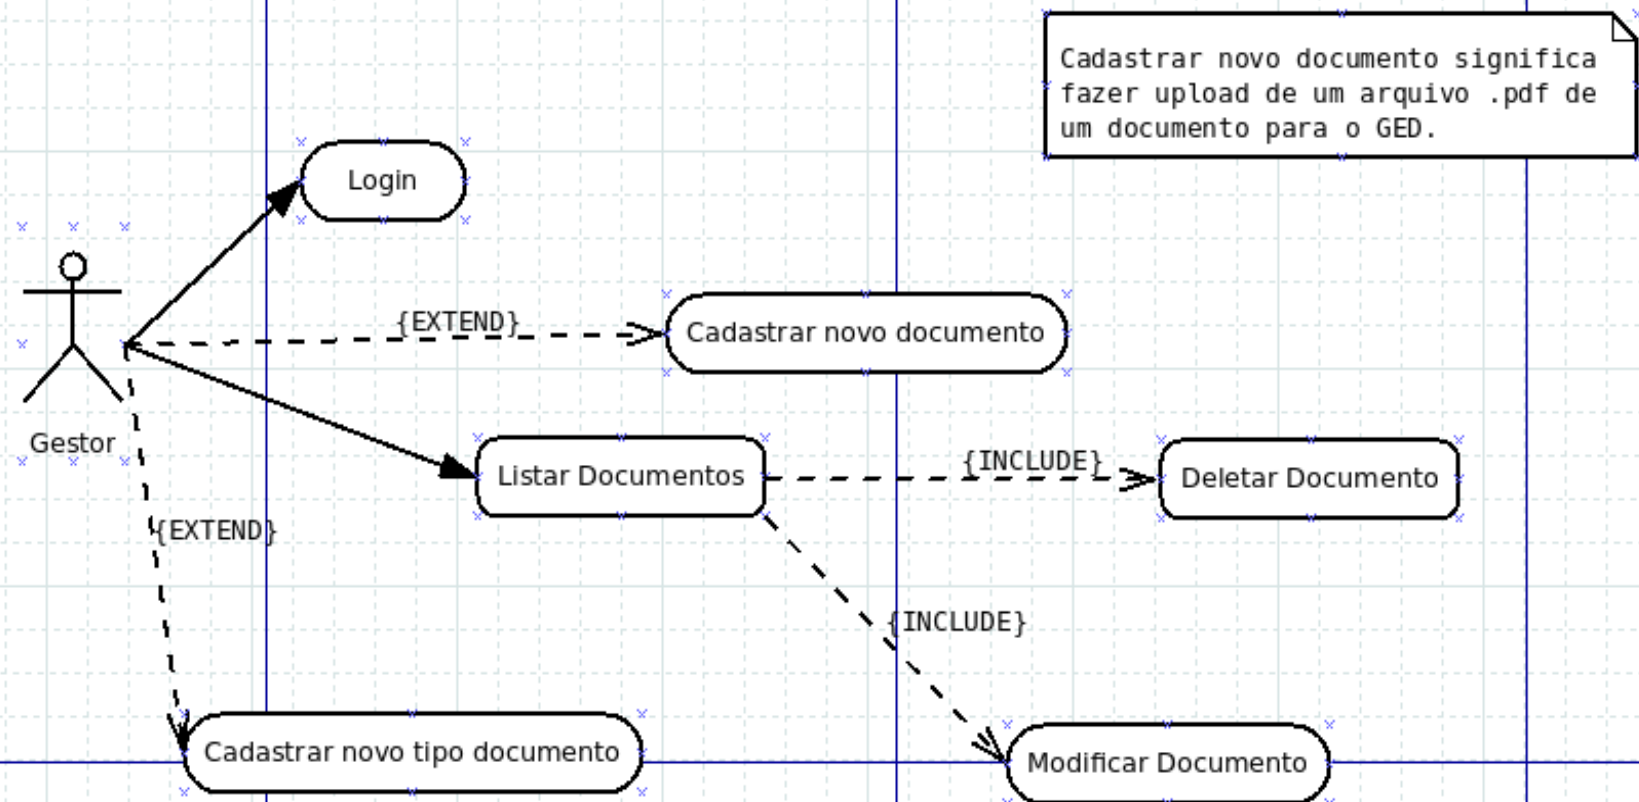 Cadastrar novo documento significa
fazer upload de um arquivo .pdf de
um documento para o GED.
Login
{EXTEND}
Cadastrar novo documento
Gestor
Listar Documentos
{INCLUDE}
Deletar Documento
{EXTEND}
{INCLUDE}
Cadastrar novo tipo documento
Modificar Documento